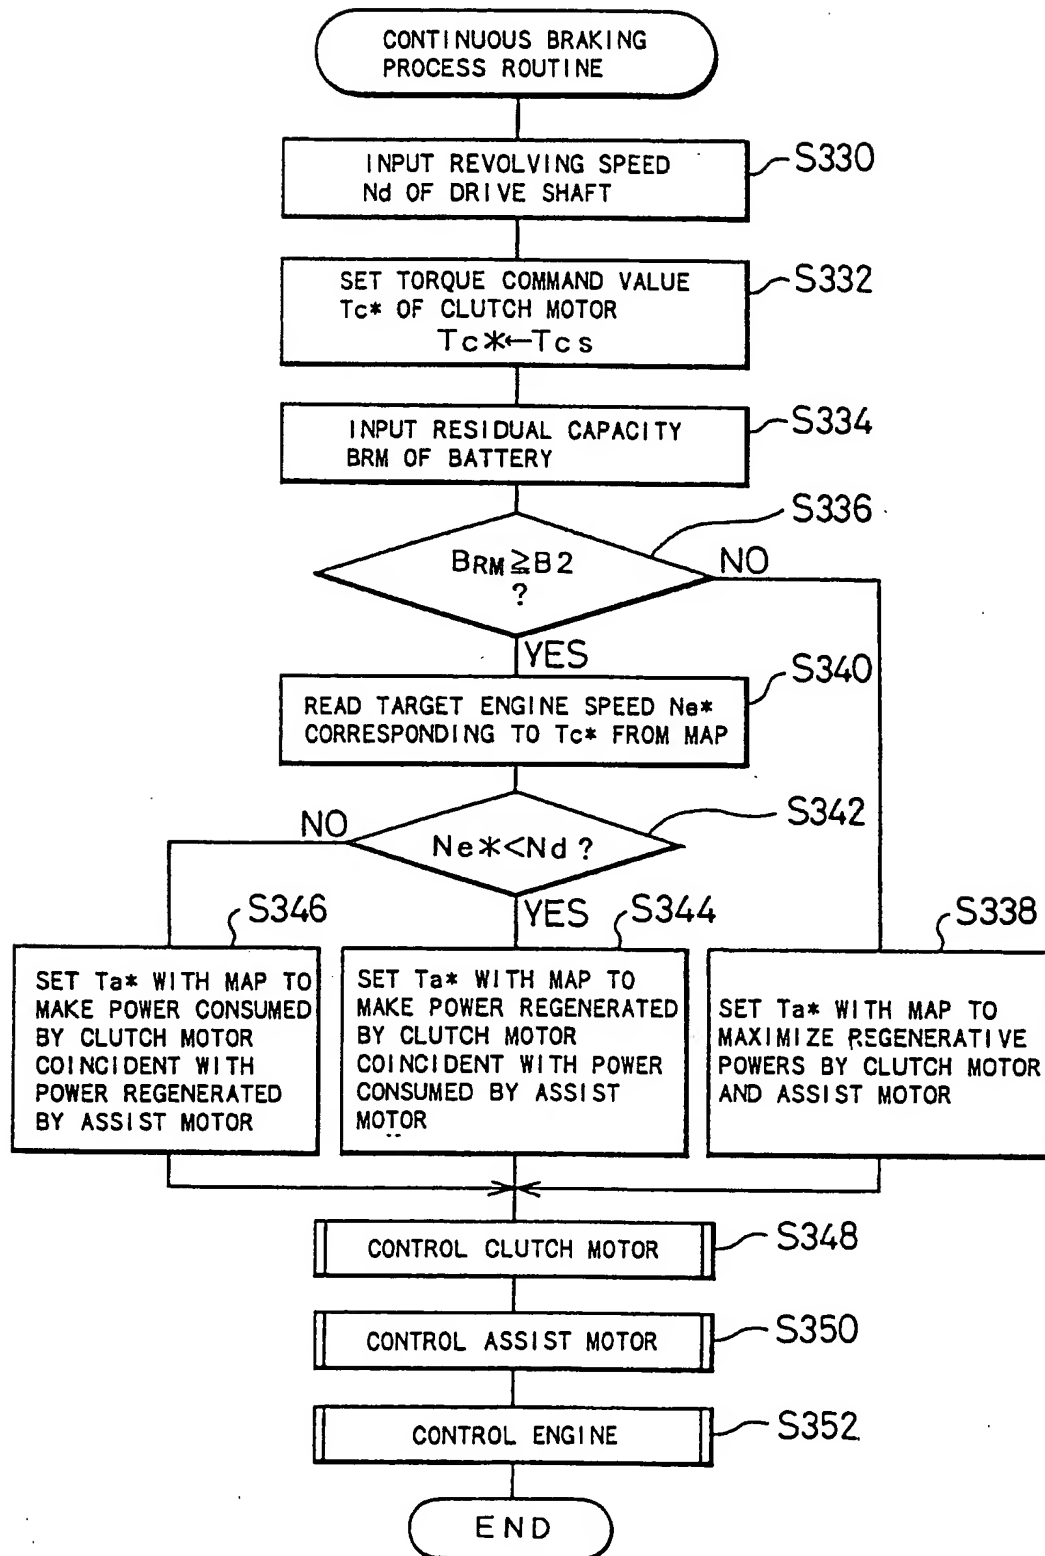 CONTINUOUS BRAKING
PROCESS ROUTINE
S330
INPUT REVOLVING SPEED
Nd OF DRIVE SHAFT
S332
SET TORQUE COMMAND VALUE
Tc* OF CLUTCH MOTOR
Tc*←Tcs
S334
INPUT RESIDUAL CAPACITY
BRM OF BATTERY
S336
BRM≧B2
?
NO
YES
S340
READ TARGET ENGINE SPEED Ne*
CORRESPONDING TO Tc* FROM MAP
S342
NO
Ne*<Nd ?
YES
S346
SET Ta* WITH MAP TO
MAKE POWER CONSUMED
BY CLUTCH MOTOR
COINCIDENT WITH
POWER REGENERATED
BY ASSIST MOTOR
S344
SET Ta* WITH MAP TO
MAKE POWER REGENERATED
BY CLUTCH MOTOR
COINCIDENT WITH POWER
CONSUMED BY ASSIST
MOTOR
S338
SET Ta* WITH MAP TO
MAXIMIZE REGENERATIVE
POWERS BY CLUTCH MOTOR
AND ASSIST MOTOR
CONTROL CLUTCH MOTOR
S348
CONTROL ASSIST MOTOR
S350
CONTROL ENGINE
S352
END